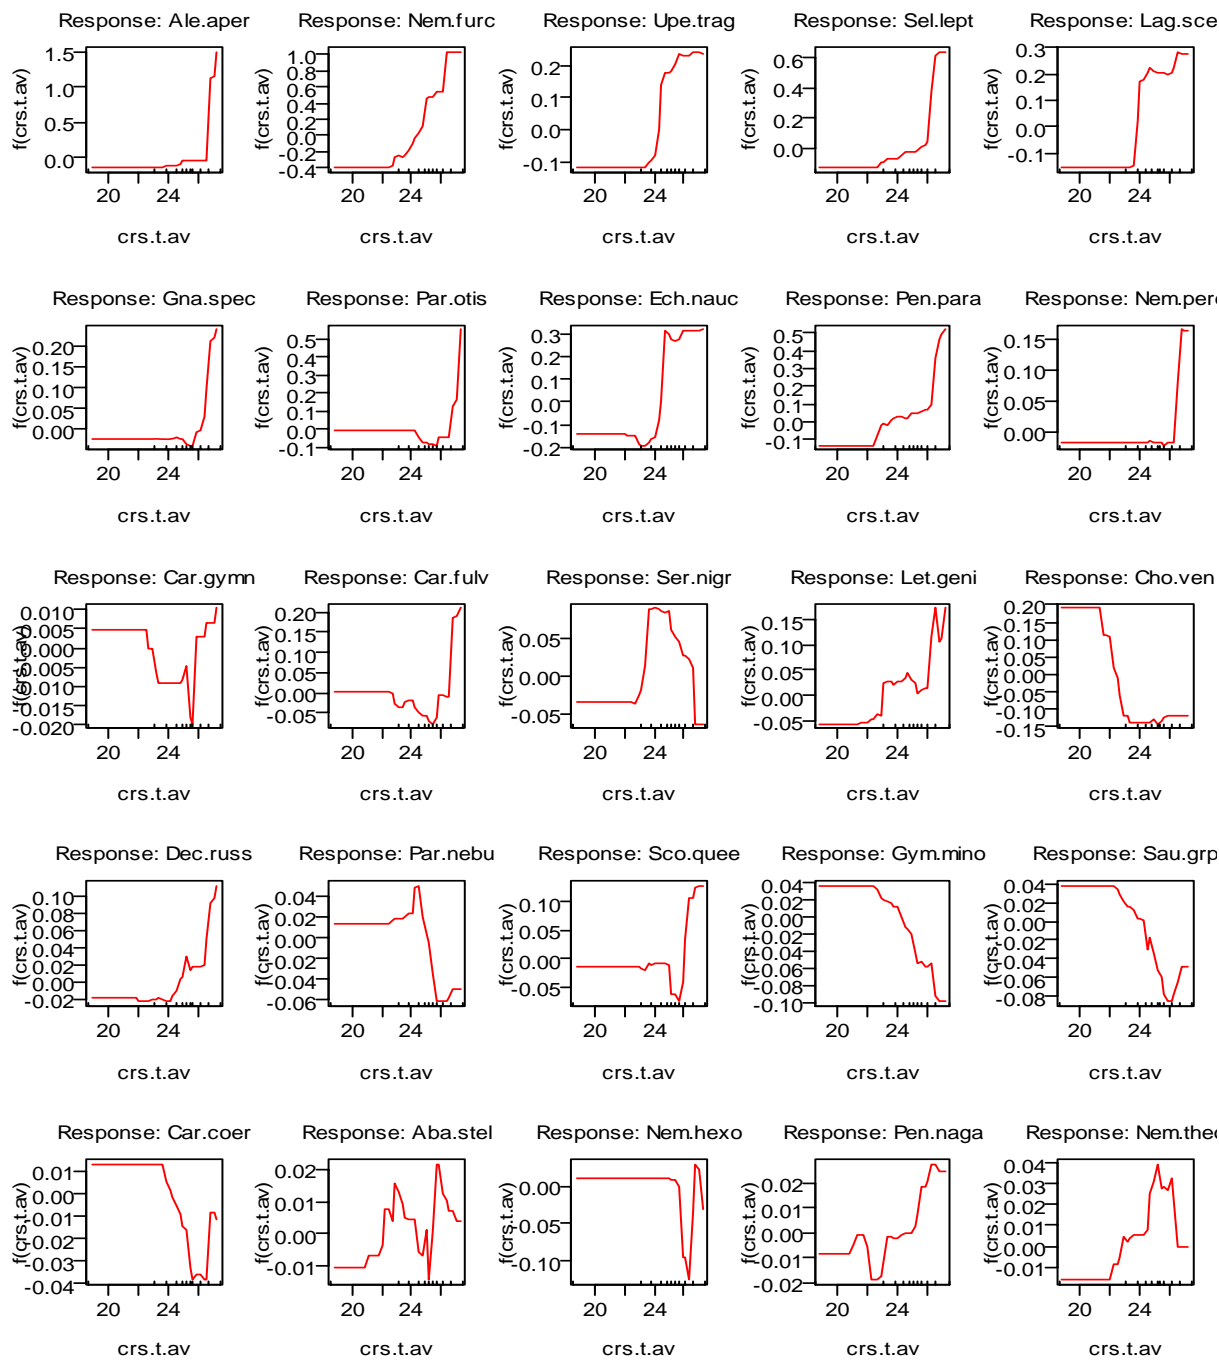 Response: Ale.aper
f(crs.t.av)
1.5
1.0
0.5
0.0
20 24
crs.t.av
Response: Nem.furc
f(crs.t.av)
1.0
0.8
0.6
0.4
0.2
0.0
-0.2
-0.4
20 24
crs.t.av
Response: Upe.trag
f(crs.t.av)
0.2
0.1
0.0
-0.1
20 24
crs.t.av
Response: Sel.lept
f(crs.t.av)
0.6
0.4
0.2
0.0
20 24
crs.t.av
Response: Lag.sce
f(crs.t.av)
0.3
0.2
0.1
0.0
-0.1
20 24
crs.t.av
Response: Gna.spec
f(crs.t.av)
0.20
0.15
0.10
0.05
0.00
20 24
crs.t.av
Response: Par.otis
f(crs.t.av)
0.5
0.4
0.3
0.2
0.1
0.0
-0.1
20 24
crs.t.av
Response: Ech.nauc
f(crs.t.av)
0.3
0.2
0.1
0.0
-0.1
-0.2
20 24
crs.t.av
Response: Pen.para
f(crs.t.av)
0.5
0.4
0.3
0.2
0.1
0.0
-0.1
20 24
crs.t.av
Response: Nem.perc
f(crs.t.av)
0.15
0.10
0.05
0.00
20 24
crs.t.av
Response: Car.gymn
f(crs.t.av)
0.010
0.005
0.000
0.005
0.010
0.015
-0.020
20 24
crs.t.av
Response: Car.fulv
f(crs.t.av)
0.20
0.15
0.10
0.05
0.00
-0.05
20 24
crs.t.av
Response: Ser.nigr
f(crs.t.av)
0.05
0.00
-0.05
20 24
crs.t.av
Response: Let.geni
f(crs.t.av)
0.15
0.10
0.05
0.00
-0.05
20 24
crs.t.av
Response: Cho.ven
f(crs.t.av)
0.20
0.15
0.10
0.05
0.00
0.05
-0.10
-0.15
20 24
crs.t.av
Response: Dec.russ
f(crs.t.av)
0.10
0.08
0.06
0.04
0.02
0.00
-0.02
20 24
crs.t.av
Response: Par.nebu
f(crs.t.av)
0.04
0.02
0.00
0.02
0.04
-0.06
20 24
crs.t.av
Response: Sco.quee
f(crs.t.av)
0.10
0.05
0.00
-0.05
20 24
crs.t.av
Response: Gym.mino
f(crs.t.av)
0.04
0.02
0.00
-0.02
0.04
0.06
-0.08
-0.10
20 24
crs.t.av
Response: Sau.grp
f(crs.t.av)
0.04
0.02
0.00
0.02
0.04
0.06
-0.08
20 24
crs.t.av
Response: Car.coer
f(crs.t.av)
0.01
0.00
-0.01
-0.02
-0.03
-0.04
20 24
crs.t.av
Response: Aba.stel
f(crs.t.av)
0.02
0.01
0.00
-0.01
20 24
crs.t.av
Response: Nem.hexo
f(crs.t.av)
0.00
-0.05
-0.10
20 24
crs.t.av
Response: Pen.naga
f(crs.t.av)
0.02
0.01
0.00
-0.01
-0.02
20 24
crs.t.av
Response: Nem.theo
f(crs.t.av)
0.04
0.03
0.02
0.01
0.00
-0.01
20 24
crs.t.av